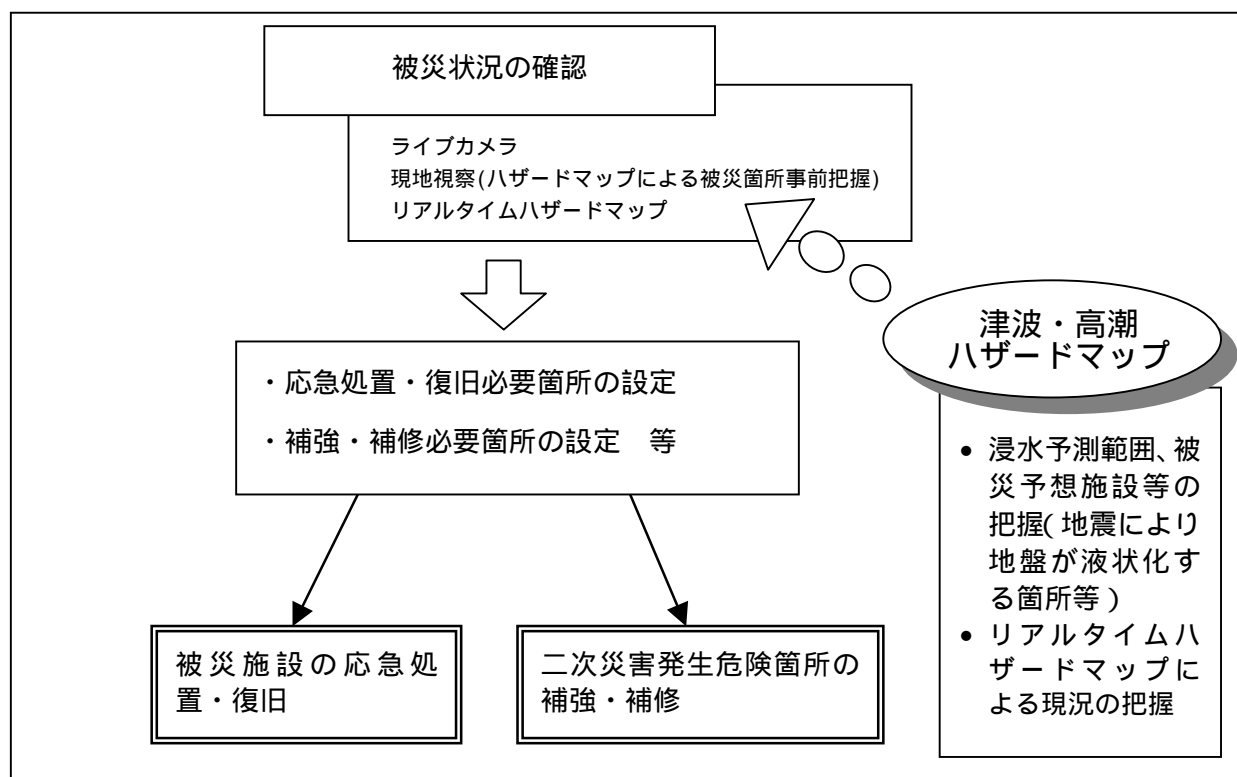 被災状況の確認
ライブカメラ
現地視察(ハザードマップによる被災箇所事前把握)
リアルタイムハザードマップ
・応急処置・復旧必要箇所の設定
・補強・補修必要箇所の設定　等
被災施設の応急処
置・復旧
二次災害発生危険箇所の
補強・補修
津波・高潮
ハザードマップ
• 浸水予測範囲、被
災予想施設等の
把握(地震により
地盤が液状化す
る箇所等)
• リアルタイムハ
ザードマップに
よる現況の把握